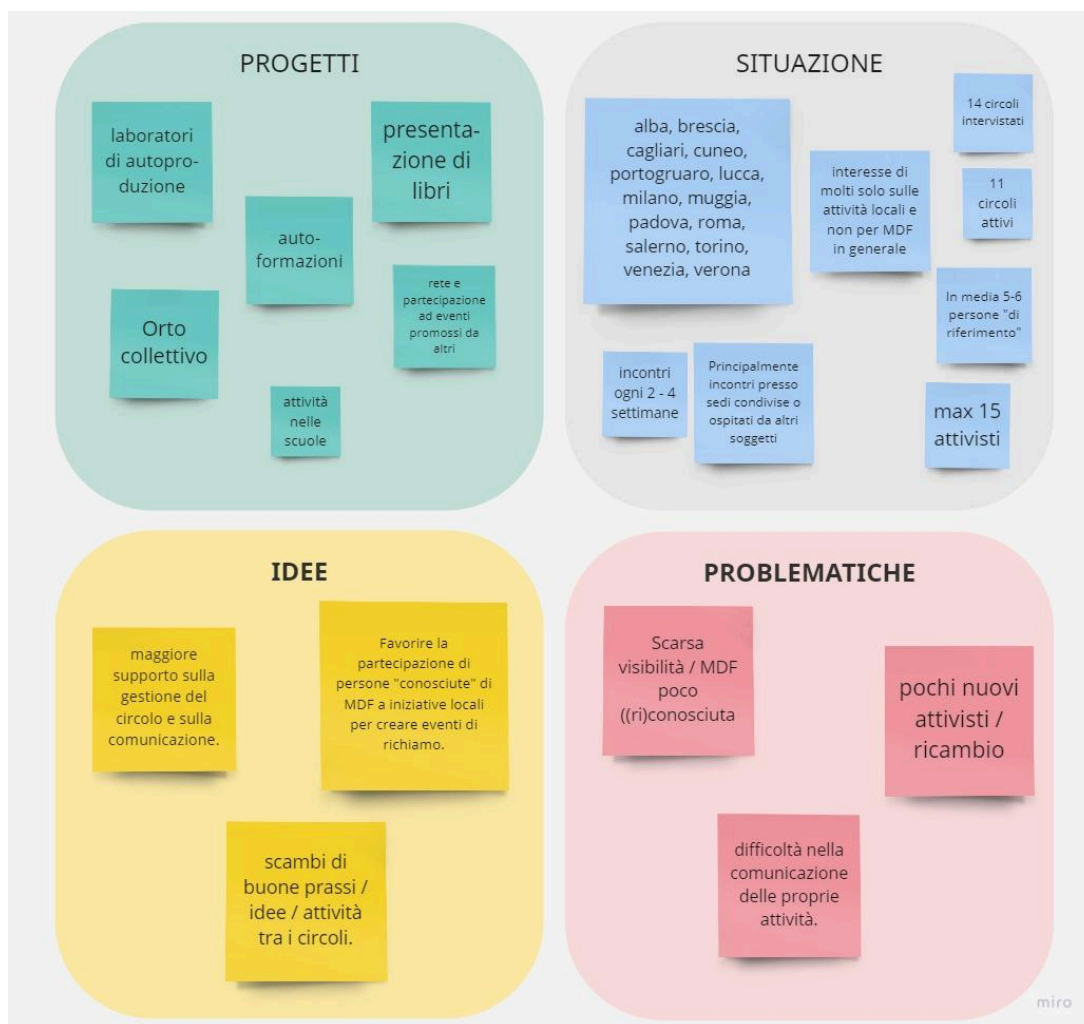 PROGETTI
laboratori
di autopro-
duzione
presenta-
zione di
libri
auto-
formazioni
rete e
partecipazione
ad eventi
promossi da
altri
Orto
collettivo
attività
nelle
scuole
SITUAZIONE
alba, brescia,
cagliari, cuneo,
portogruaro, lucca,
milano, muggia,
padova, roma,
salerno, torino,
venezia, verona
interesse di
molti solo sulle
attività locali e
non per MDF
in generale
14 circoli
intervistati
11
circoli
attivi
In media 5-6
persone "di
riferimento"
incontri
ogni 2 - 4
settimane
Principalmente
incontri presso
sedi condivise o
ospitati da altri
soggetti
max 15
attivisti
IDEE
maggiore
supporto sulla
gestione del
circolo e sulla
comunicazione.
Favorire la
partecipazione di
persone "conosciute" di
MDF a iniziative locali
per creare eventi di
richiamo.
scambi di
buone prassi /
idee / attività
tra i circoli.
PROBLEMATICHE
Scarsa
visibilità / MDF
poco
((ri)conosciuta
pochi nuovi
attivisti /
ricambio
difficoltà nella
comunicazione
delle proprie
attività.
miro